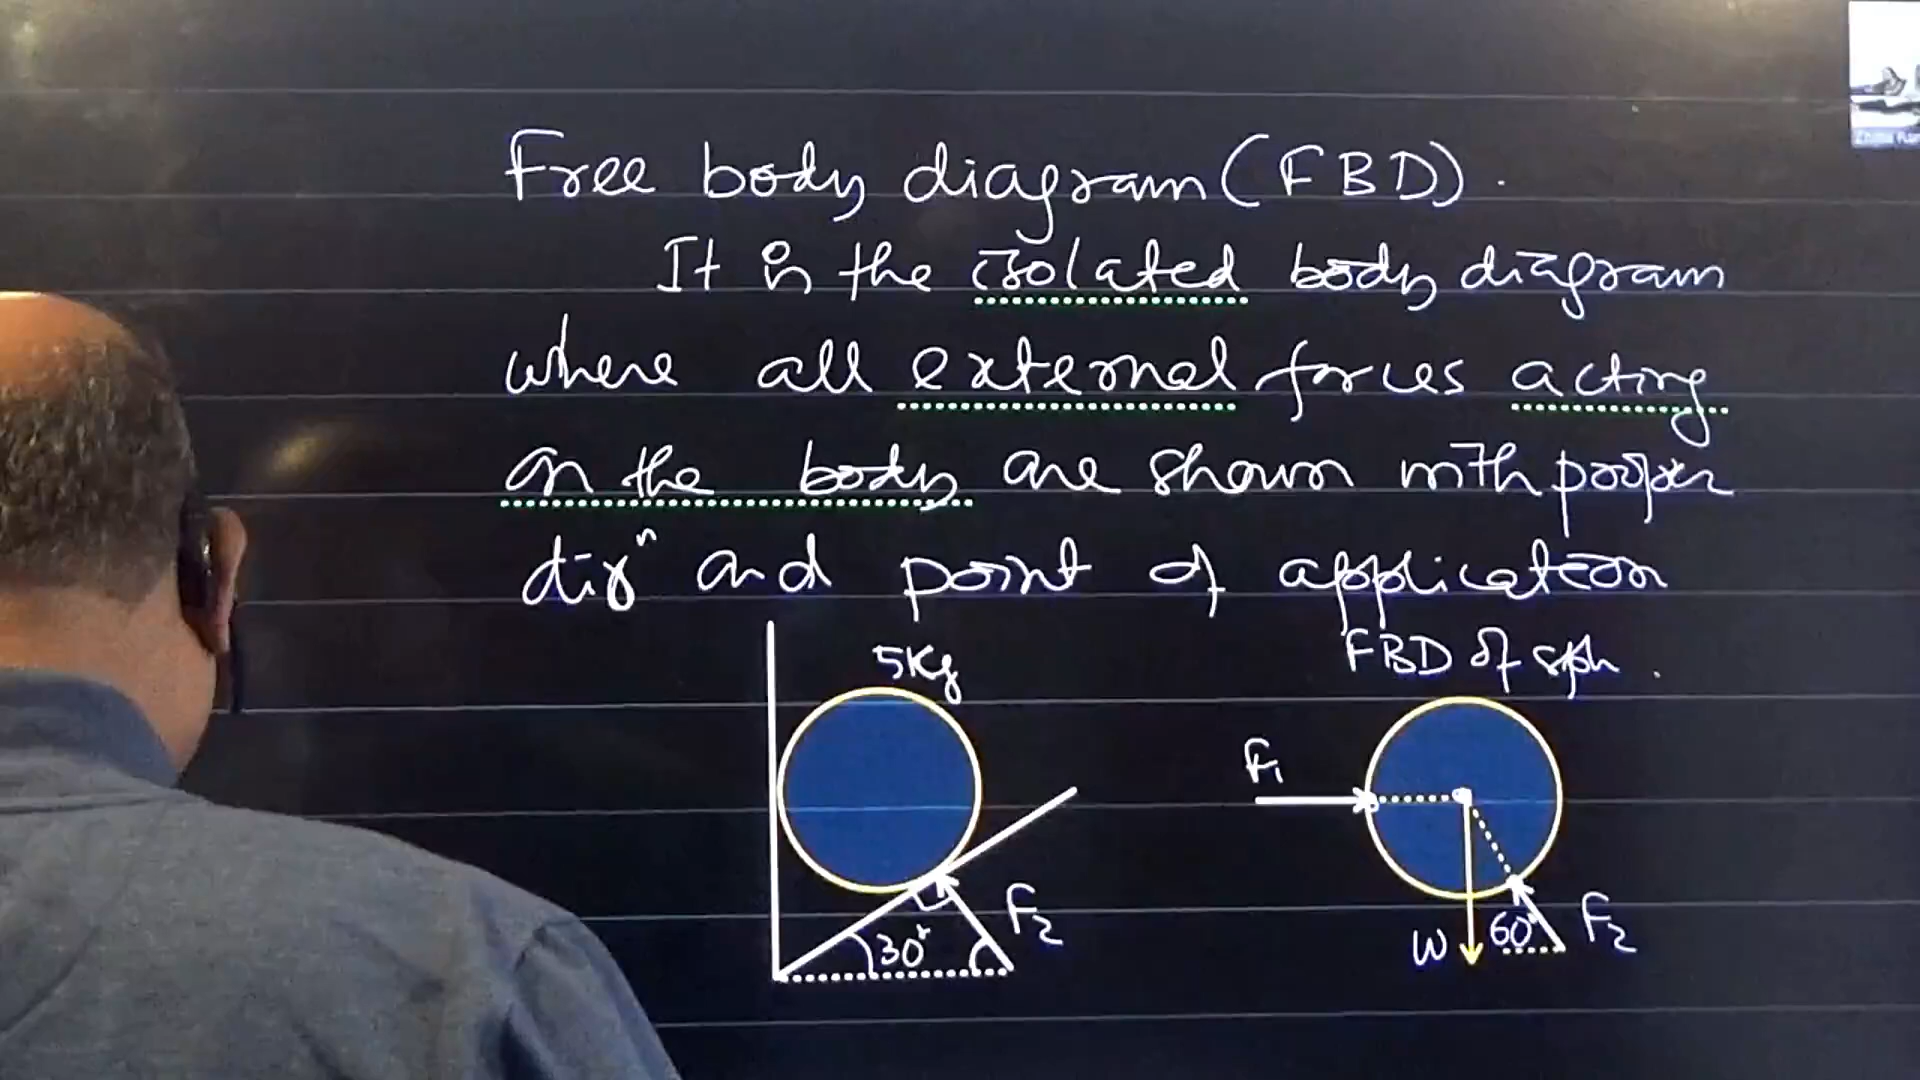 Free body diagram (FBD).
It is the isolated body diagram
where all external forces acting
on the body are shown with proper
dirⁿ and point of application
5Kg
FBD of sph.
F₁
30°
F₂
W
60°
F₂